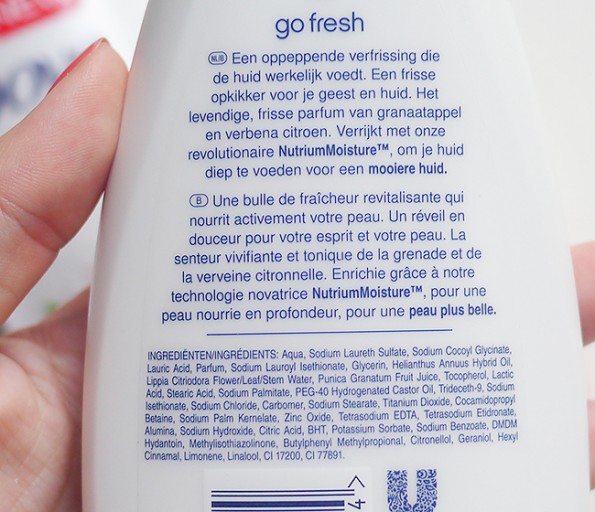 go fresh
NL/B Een oppeppende verfrissing die
de huid werkelijk voedt. Een frisse
opkikker voor je geest en huid. Het
levendige, frisse parfum van granaatappel
en verbena citroen. Verrijkt met onze
revolutionaire NutriumMoisture™, om je huid
diep te voeden voor een mooiere huid.
B Une bulle de fraîcheur revitalisante qui
nourrit activement votre peau. Un réveil en
douceur pour votre esprit et votre peau. La
senteur vivifiante et tonique de la grenade et de
la verveine citronnelle. Enrichie grâce à notre
technologie novatrice NutriumMoisture™, pour une
peau nourrie en profondeur, pour une peau plus belle.
INGREDIËNTEN/INGRÉDIENTS: Aqua, Sodium Laureth Sulfate, Sodium Cocoyl Glycinate,
Lauric Acid, Parfum, Sodium Lauroyl Isethionate, Glycerin, Helianthus Annuus Hybrid Oil,
Lippia Citriodora Flower/Leaf/Stem Water, Punica Granatum Fruit Juice, Tocopherol, Lactic
Acid, Stearic Acid, Sodium Palmitate, PEG-40 Hydrogenated Castor Oil, Trideceth-9, Sodium
Isethionate, Sodium Chloride, Carbomer, Sodium Stearate, Titanium Dioxide, Cocamidopropyl
Betaine, Sodium Palm Kernelate, Zinc Oxide, Tetrasodium EDTA, Tetrasodium Etidronate,
Alumina, Sodium Hydroxide, Citric Acid, BHT, Potassium Sorbate, Sodium Benzoate, DMDM
Hydantoin, Methylisothiazolinone, Butylphenyl Methylpropional, Citronellol, Geraniol, Hexyl
Cinnamal, Limonene, Linalool, CI 17200, CI 77891.